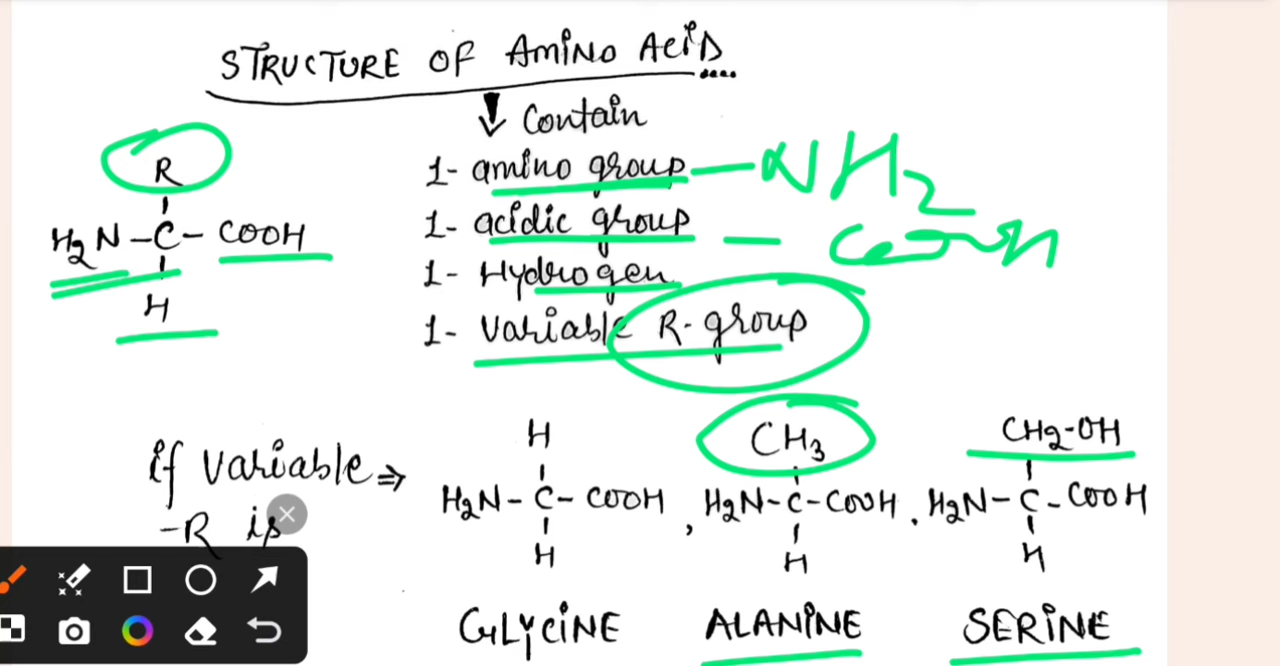 STRUCTURE OF AMINO ACID
Contain
1- amino group — NH2
1- acidic group — COOH
1- Hydrogen
1- Variable R-group
R
H2N-C-COOH
H
if variable ⇒
-R is
H
H2N-C-COOH
H
GLYCINE
,
CH3
H2N-C-COOH
H
ALANINE
.
CH2-OH
H2N-C-COOH
H
SERINE